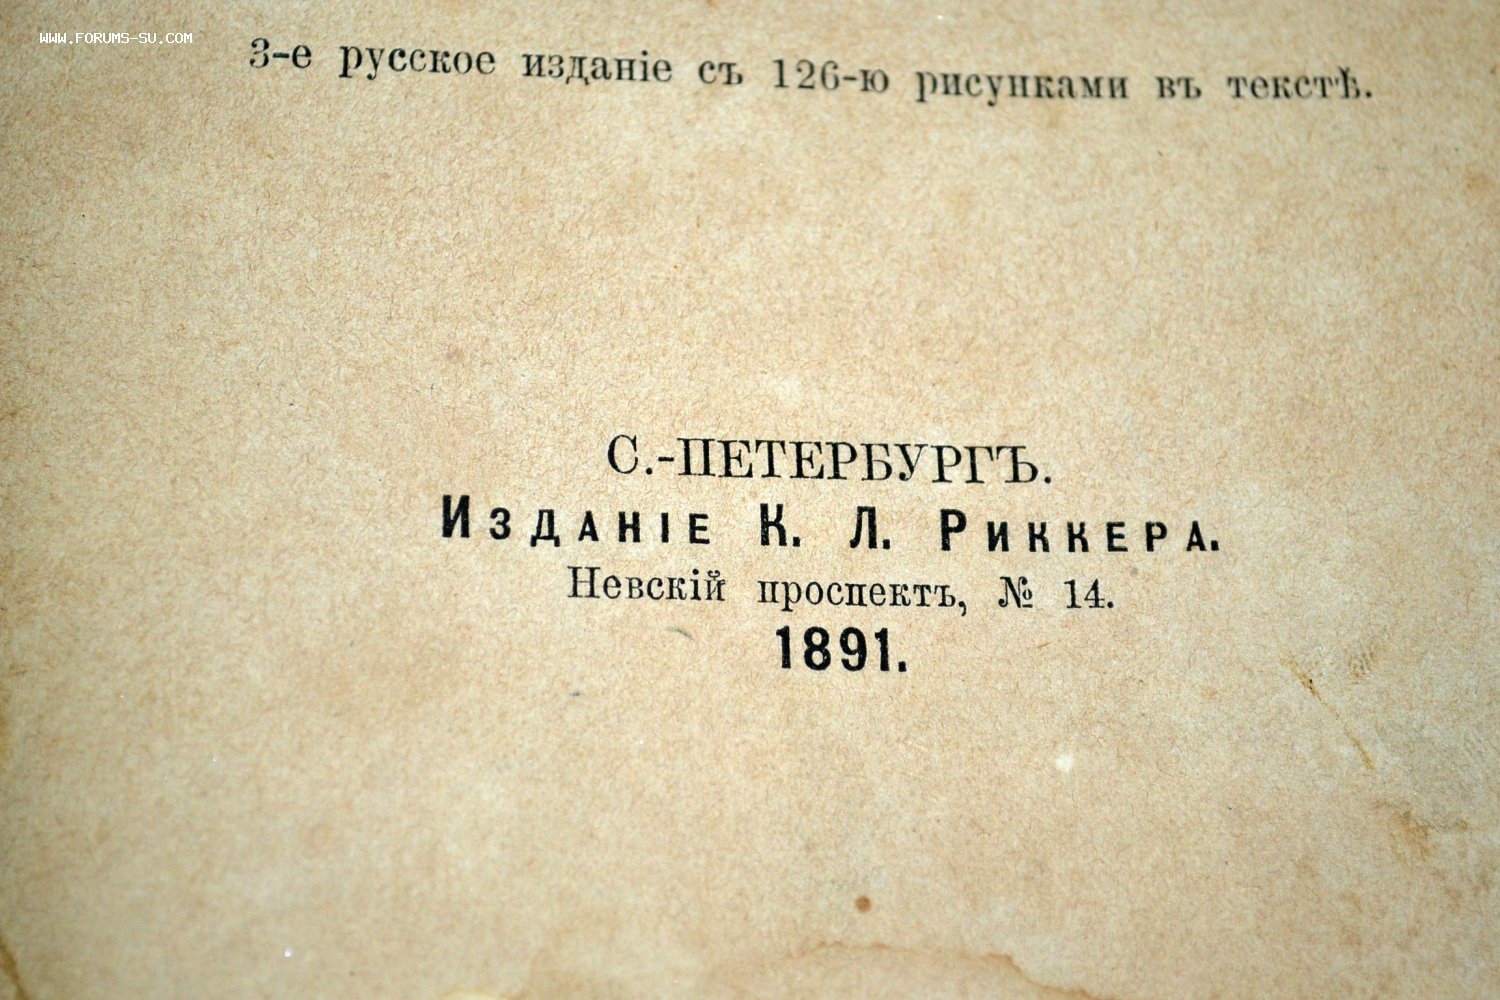 WWW.FORUMS-SU.COM
3-е русское изданіе съ 126-ю рисунками въ текстѣ.
С.-ПЕТЕРБУРГЪ.
ИЗДАНІЕ К. Л. РИККЕРА.
Невскій проспектъ, № 14.
1891.